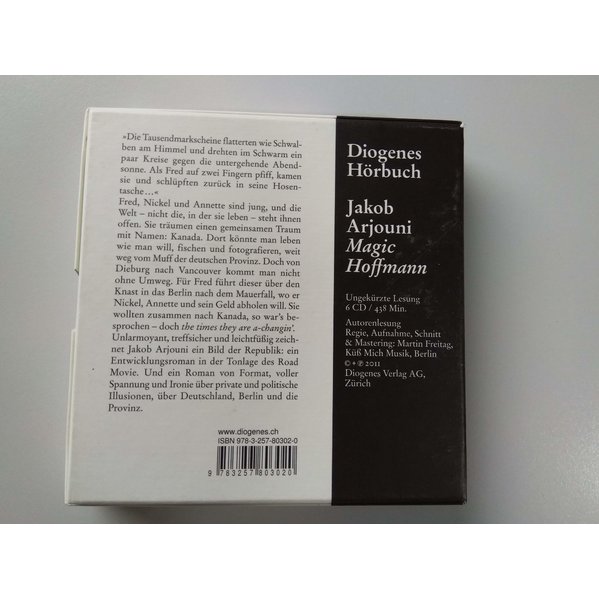 »Die Tausendmarkscheine flatterten wie Schwal-
ben am Himmel und drehten im Schwarm ein
paar Kreise gegen die untergehende Abend-
sonne. Als Fred auf zwei Fingern pfiff, kamen
sie und schlüpften zurück in seine Hosen-
tasche …«
Fred, Nickel und Annette sind jung, und die
Welt – nicht die, in der sie leben – steht ihnen
offen. Sie träumen einen gemeinsamen Traum
mit Namen: Kanada. Dort könnte man leben
wie man will, fischen und fotografieren, weit
weg vom Muff der deutschen Provinz. Doch von
Dieburg nach Vancouver kommt man nicht
ohne Umweg. Für Fred führt dieser über den
Knast in das Berlin nach dem Mauerfall, wo er
Nickel, Annette und sein Geld abholen will. Sie
wollten zusammen nach Kanada, so war's be-
sprochen – doch the times they are a-changin'.
Unlarmoyant, treffsicher und leichtfüßig zeich-
net Jakob Arjouni ein Bild der Republik: ein
Entwicklungsroman in der Tonlage des Road
Movie. Und ein Roman von Format, voller
Spannung und Ironie über private und politische
Illusionen, über Deutschland, Berlin und die
Provinz.
www.diogenes.ch
ISBN 978-3-257-80302-0
9 783257 803020
Diogenes
Hörbuch
Jakob
Arjouni
Magic
Hoffmann
Ungekürzte Lesung
6 CD / 438 Min.
Autorenlesung
Regie, Aufnahme, Schnitt
& Mastering: Martin Freitag,
Küß Mich Musik, Berlin
© + ℗ 2011
Diogenes Verlag AG,
Zürich